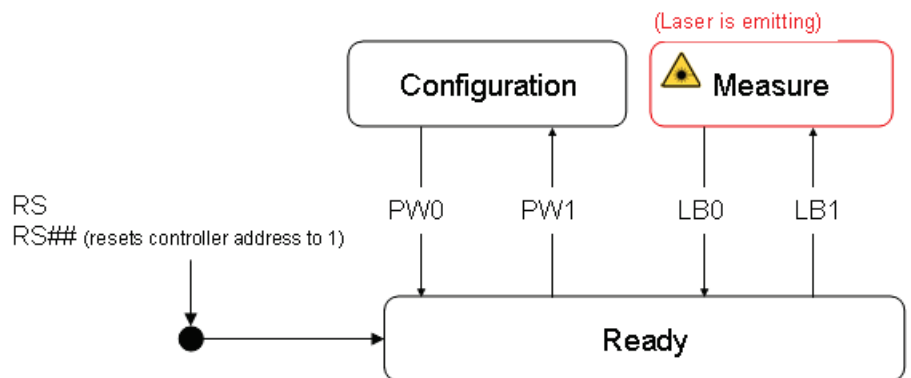 (Laser is emitting)
Configuration
Measure
RS
RS## (resets controller address to 1)
PW0
PW1
LB0
LB1
Ready